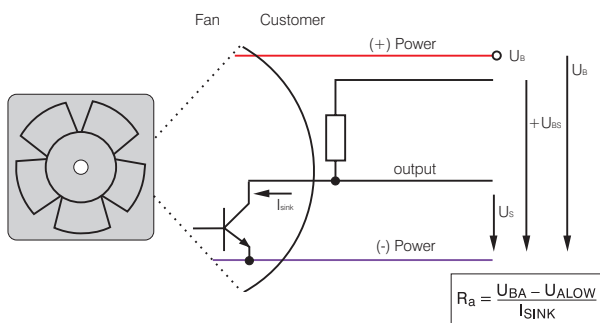 Fan Customer
(+) Power
UB
UB
+UBS
output
Isink
US
(-) Power
Ra = UBA – UALOW
ISINK